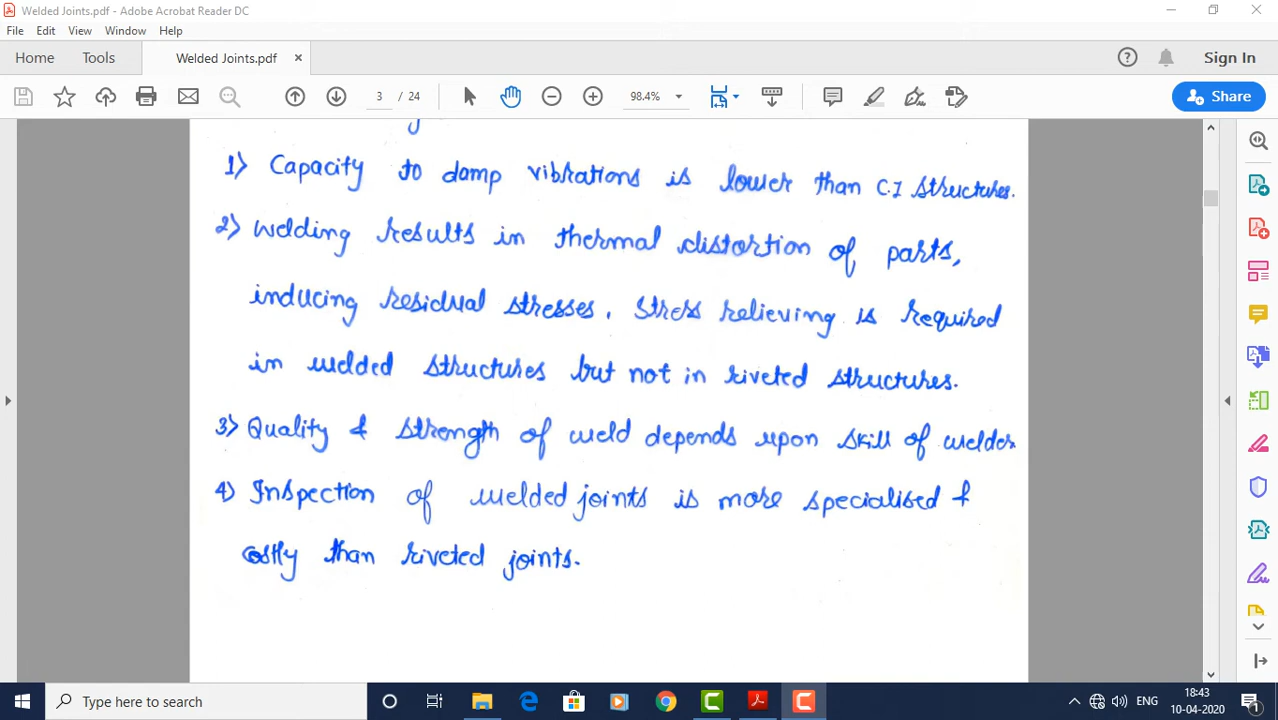 Welded Joints.pdf - Adobe Acrobat Reader DC
File Edit View Window Help
Home Tools Welded Joints.pdf × Sign In
3 / 24 98.4% Share
1) Capacity to damp vibrations is lower than C.I structures.
2) Welding results in thermal distortion of parts,
inducing residual stresses. Stress relieving is required
in welded structures but not in riveted structures.
3) Quality & strength of weld depends upon skill of welder
4) Inspection of welded joints is more specialised &
costly than riveted joints.
Type here to search ENG 18:43
10-04-2020